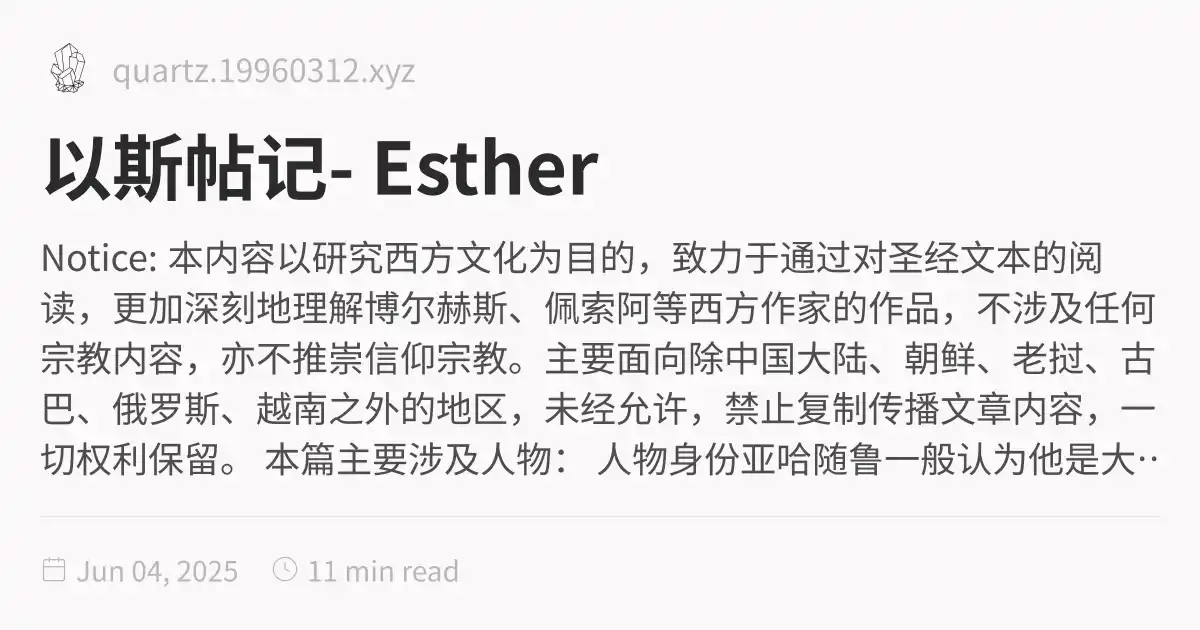 quartz.19960312.xyz
以斯帖记- Esther
Notice: 本内容以研究西方文化为目的，致力于通过对圣经文本的阅
读，更加深刻地理解博尔赫斯、佩索阿等西方作家的作品，不涉及任何
宗教内容，亦不推崇信仰宗教。主要面向除中国大陆、朝鲜、老挝、古
巴、俄罗斯、越南之外的地区，未经允许，禁止复制传播文章内容，一
切权利保留。 本篇主要涉及人物： 人物身份亚哈随鲁一般认为他是大··
Jun 04, 2025
11 min read